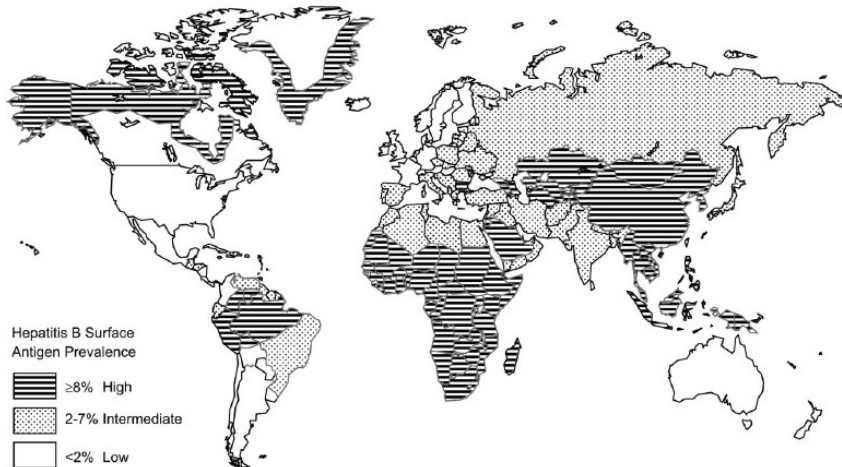 Hepatitis B Surface
Antigen Prevalence
≥8% High
2-7% Intermediate
<2% Low